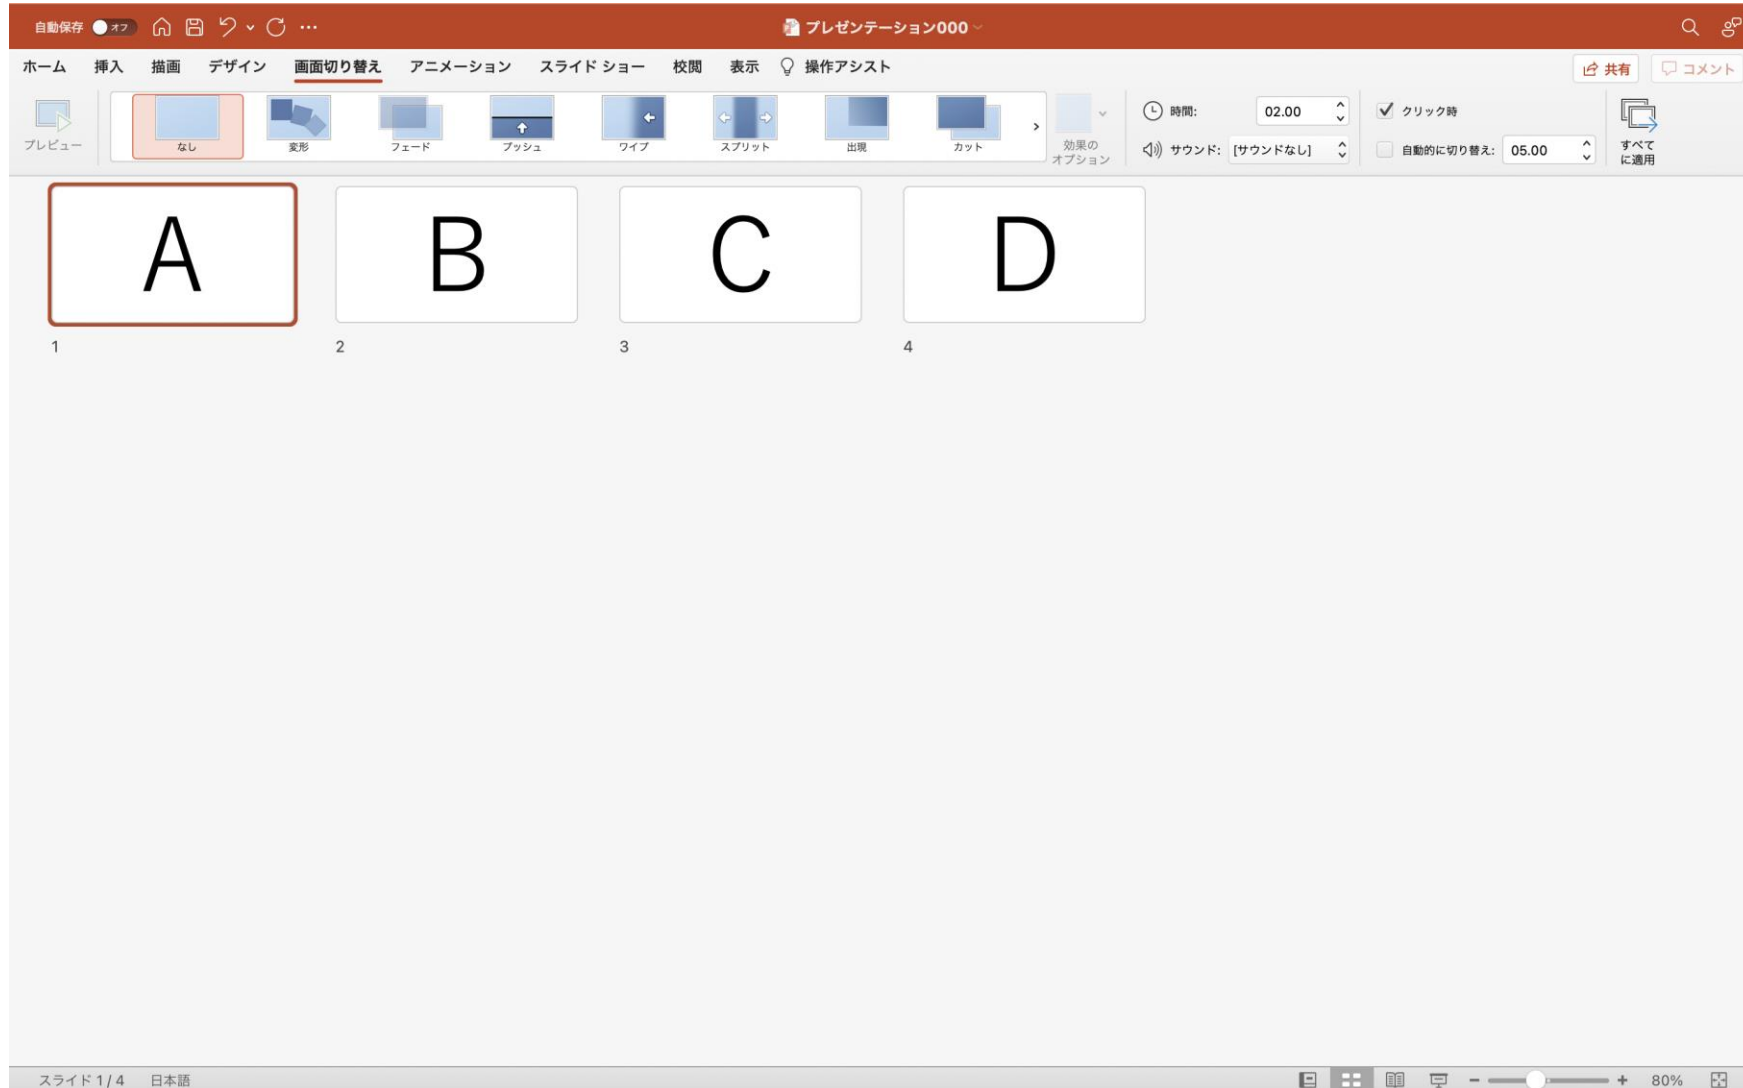 自動保存 オフ プレゼンテーション000
ホーム 挿入 描画 デザイン 画面切り替え アニメーション スライド ショー 校閲 表示 操作アシスト 共有 コメント
プレビュー
なし 変形 フェード プッシュ ワイプ スプリット 出現 カット
効果の
オプション
時間: 02.00
サウンド: [サウンドなし]
クリック時
自動的に切り替え: 05.00
すべて
に適用
A B C D
1 2 3 4
スライド 1 / 4 日本語 80%